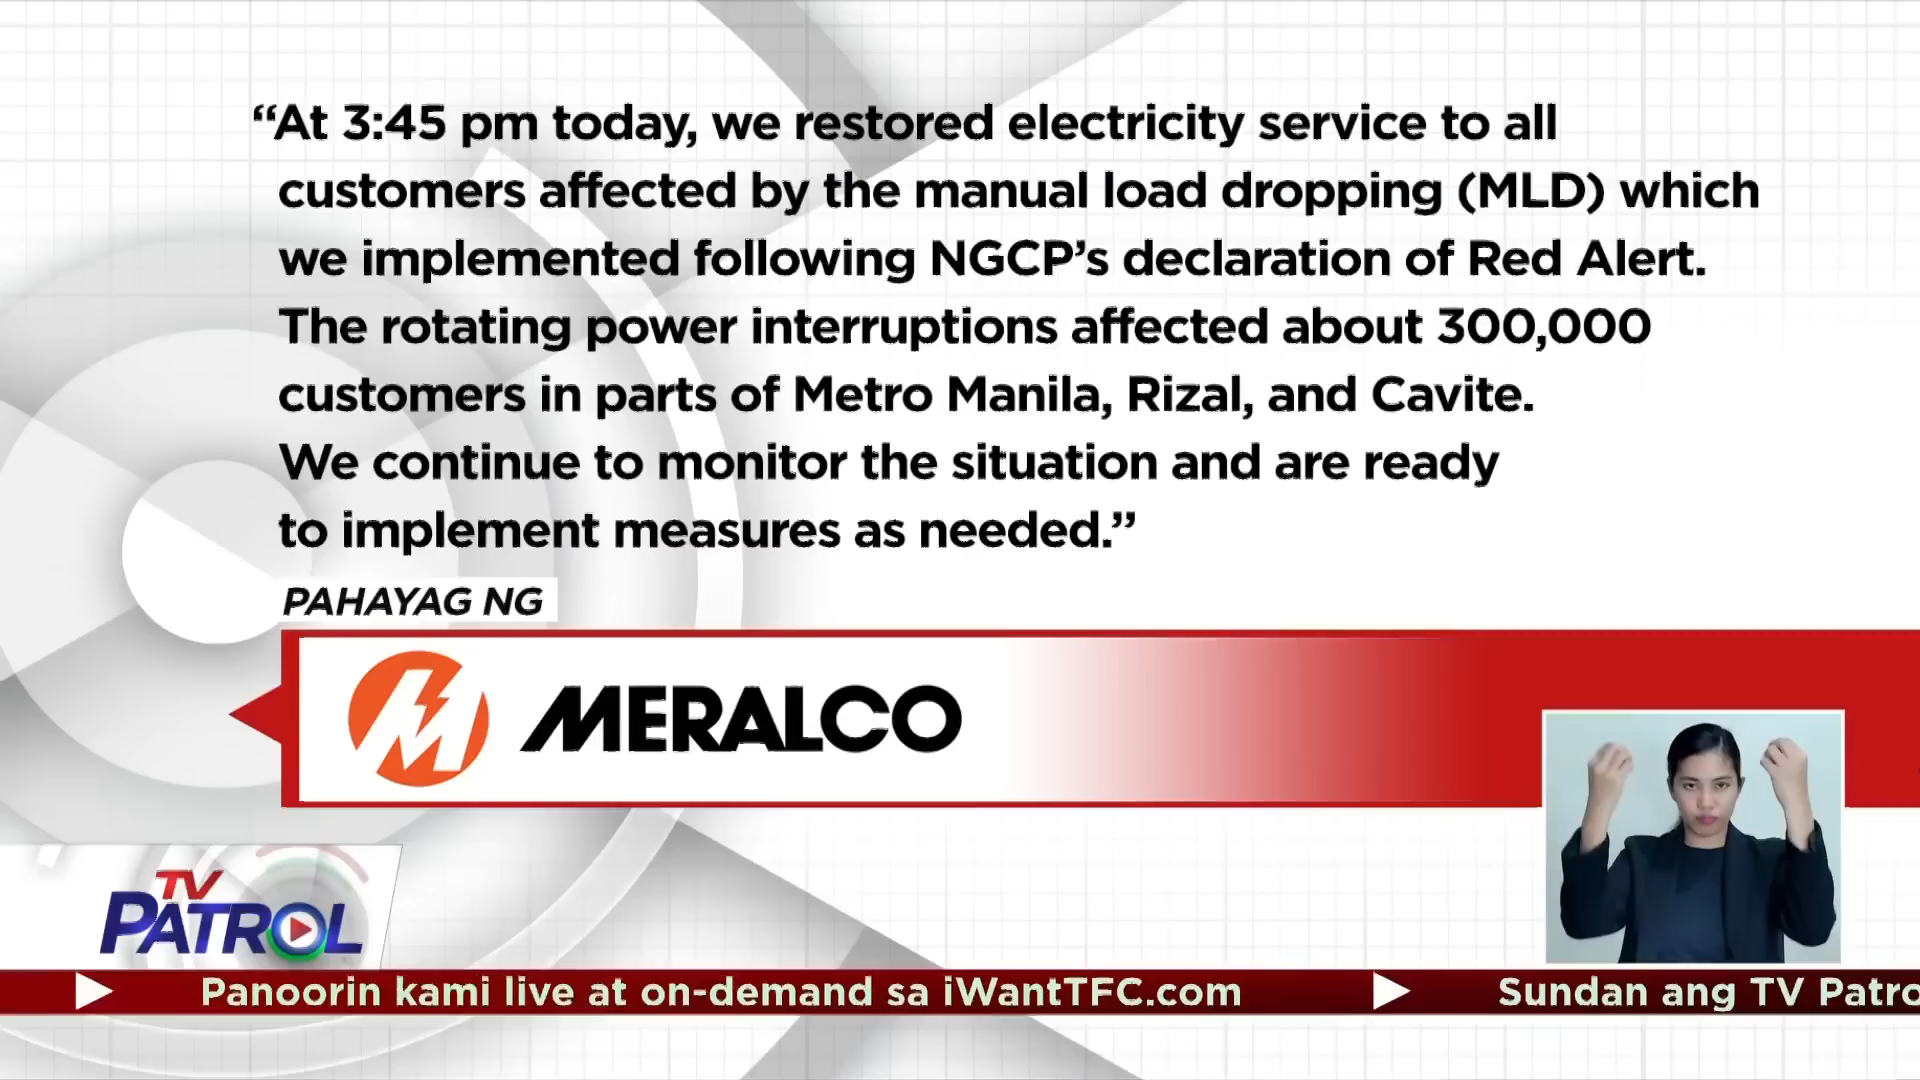 “At 3:45 pm today, we restored electricity service to all
customers affected by the manual load dropping (MLD) which
we implemented following NGCP’s declaration of Red Alert.
The rotating power interruptions affected about 300,000
customers in parts of Metro Manila, Rizal, and Cavite.
We continue to monitor the situation and are ready
to implement measures as needed.”
PAHAYAG NG
MERALCO
TV
PATROL
Panoorin kami live at on-demand sa iWantTFC.com
Sundan ang TV Patro